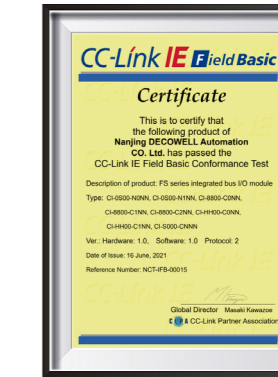 CC-Link IE Field Basic
Certificate
This is to certify that
the following product of
Nanjing DECOWELL Automation
CO. Ltd. has passed the
CC-Link IE Field Basic Conformance Test
Description of product: FS series integrated bus I/O module
Type: CI-0S00-N0NN, CI-0S00-N1NN, CI-8800-C0NN,
CI-8800-C1NN, CI-8800-C2NN, CI-HH00-C0NN,
CI-HH00-C1NN, CI-S000-CNNN
Ver.: Hardware: 1.0, Software: 1.0 Protocol: 2
Date of Issue: 16 June, 2021
Reference Number: NCT-IFB-00015
Global Director Masaki Kawazoe
CLPA CC-Link Partner Association